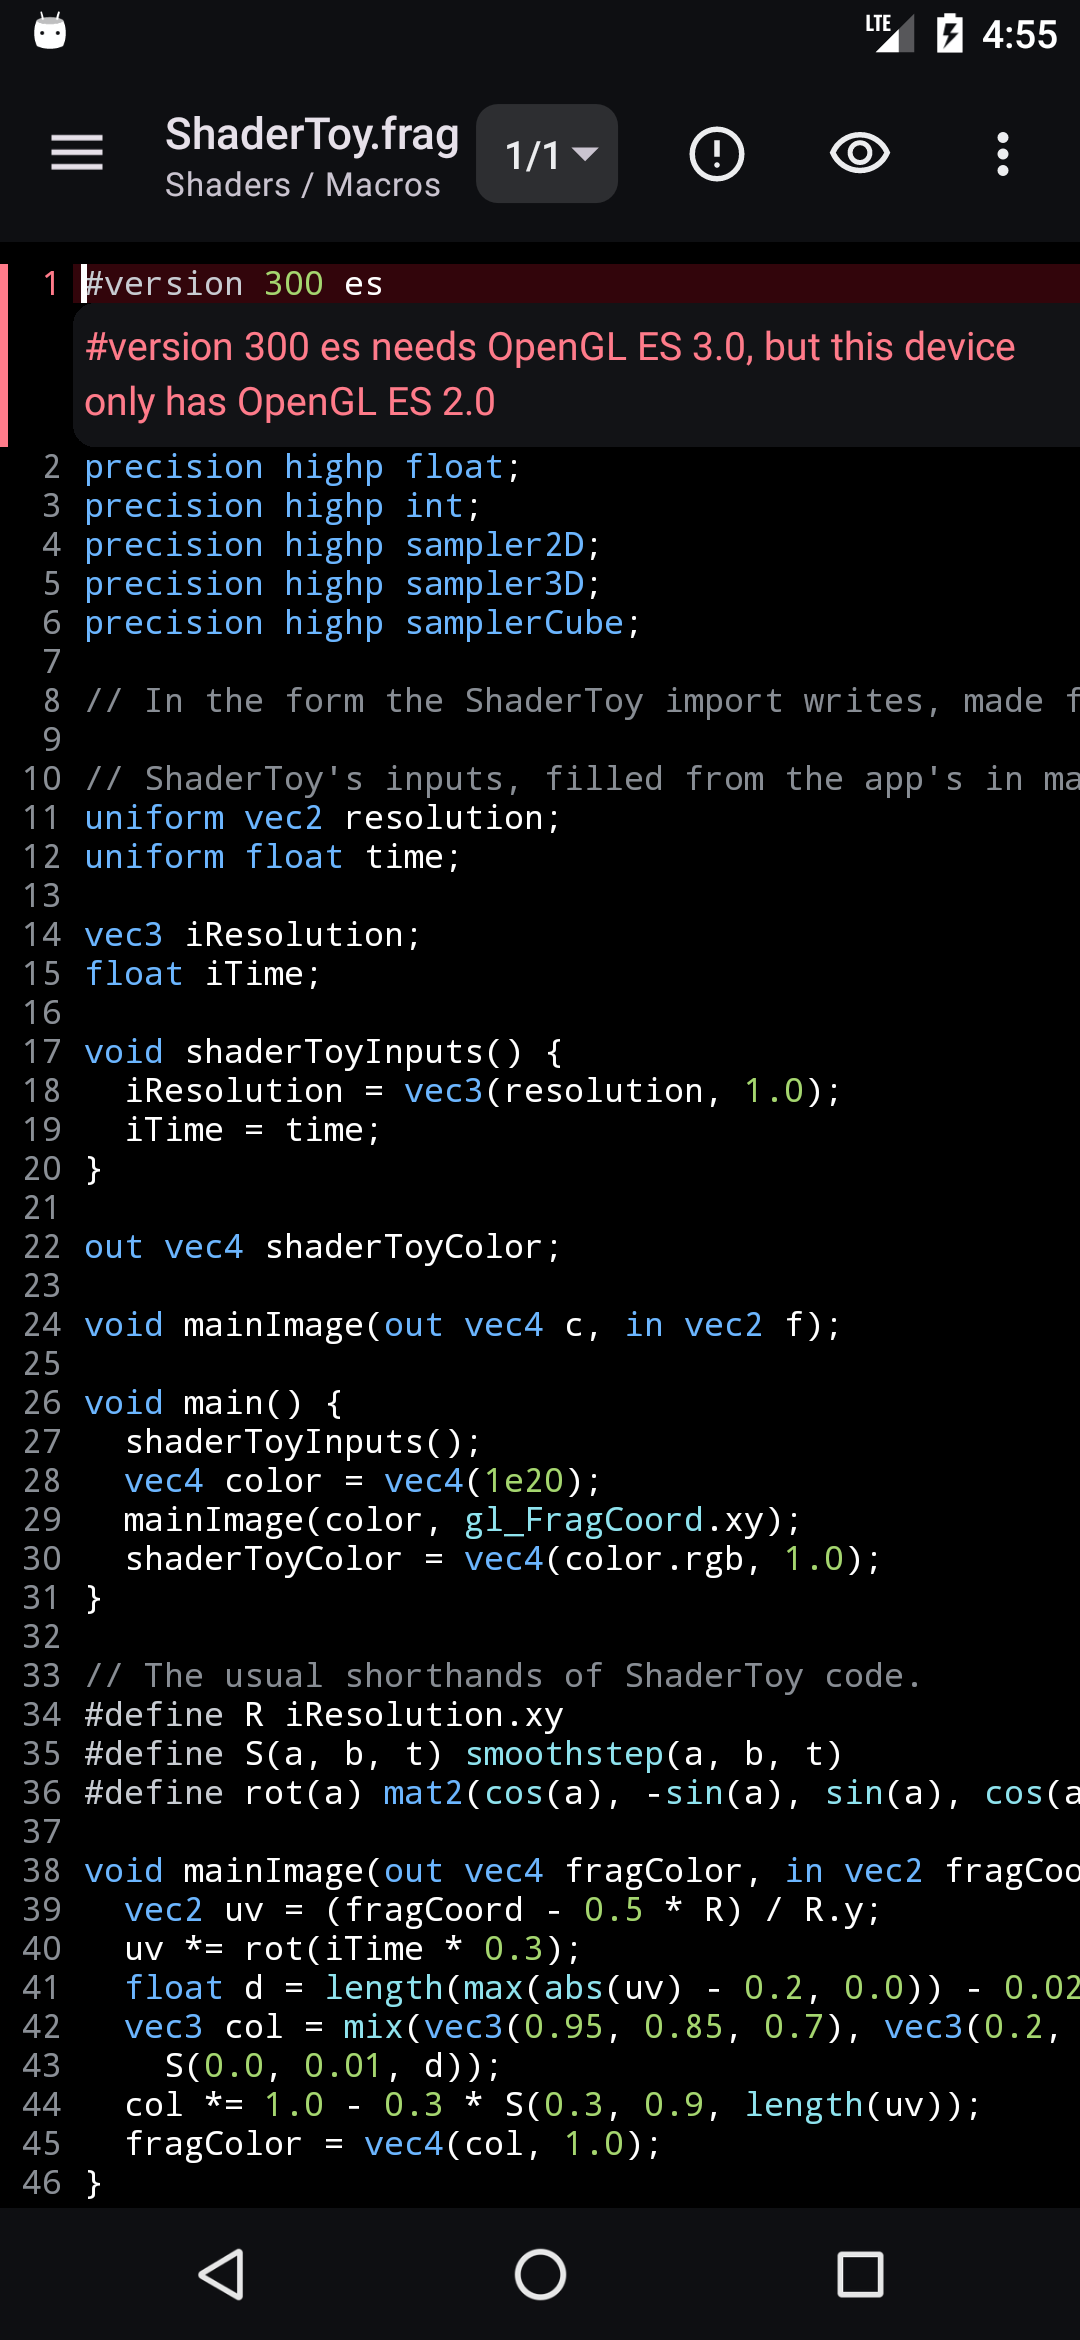 LTE 4:55
ShaderToy.frag
Shaders / Macros
1/1
1 #version 300 es
#version 300 es needs OpenGL ES 3.0, but this device
only has OpenGL ES 2.0
2 precision highp float;
3 precision highp int;
4 precision highp sampler2D;
5 precision highp sampler3D;
6 precision highp samplerCube;
7
8 // In the form the ShaderToy import writes, made f
9
10 // ShaderToy's inputs, filled from the app's in ma
11 uniform vec2 resolution;
12 uniform float time;
13
14 vec3 iResolution;
15 float iTime;
16
17 void shaderToyInputs() {
18   iResolution = vec3(resolution, 1.0);
19   iTime = time;
20 }
21
22 out vec4 shaderToyColor;
23
24 void mainImage(out vec4 c, in vec2 f);
25
26 void main() {
27   shaderToyInputs();
28   vec4 color = vec4(1e20);
29   mainImage(color, gl_FragCoord.xy);
30   shaderToyColor = vec4(color.rgb, 1.0);
31 }
32
33 // The usual shorthands of ShaderToy code.
34 #define R iResolution.xy
35 #define S(a, b, t) smoothstep(a, b, t)
36 #define rot(a) mat2(cos(a), -sin(a), sin(a), cos(a
37
38 void mainImage(out vec4 fragColor, in vec2 fragCoo
39   vec2 uv = (fragCoord - 0.5 * R) / R.y;
40   uv *= rot(iTime * 0.3);
41   float d = length(max(abs(uv) - 0.2, 0.0)) - 0.02
42   vec3 col = mix(vec3(0.95, 0.85, 0.7), vec3(0.2,
43     S(0.0, 0.01, d));
44   col *= 1.0 - 0.3 * S(0.3, 0.9, length(uv));
45   fragColor = vec4(col, 1.0);
46 }